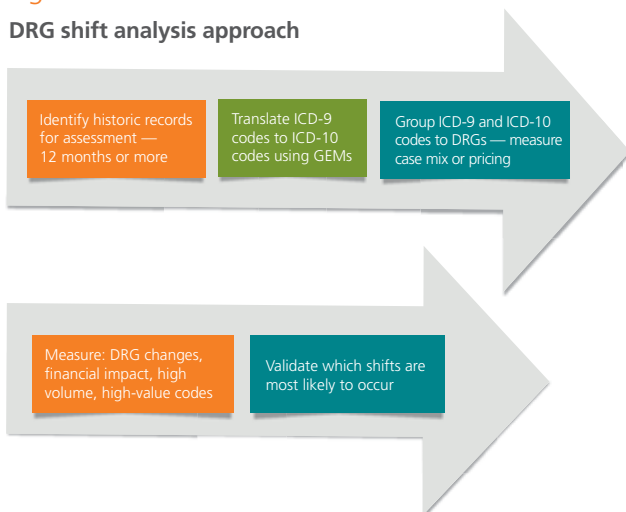 DRG shift analysis approach
Identify historic records
for assessment —
12 months or more
Translate ICD-9
codes to ICD-10
codes using GEMs
Group ICD-9 and ICD-10
codes to DRGs — measure
case mix or pricing
Measure: DRG changes,
financial impact, high
volume, high-value codes
Validate which shifts are
most likely to occur